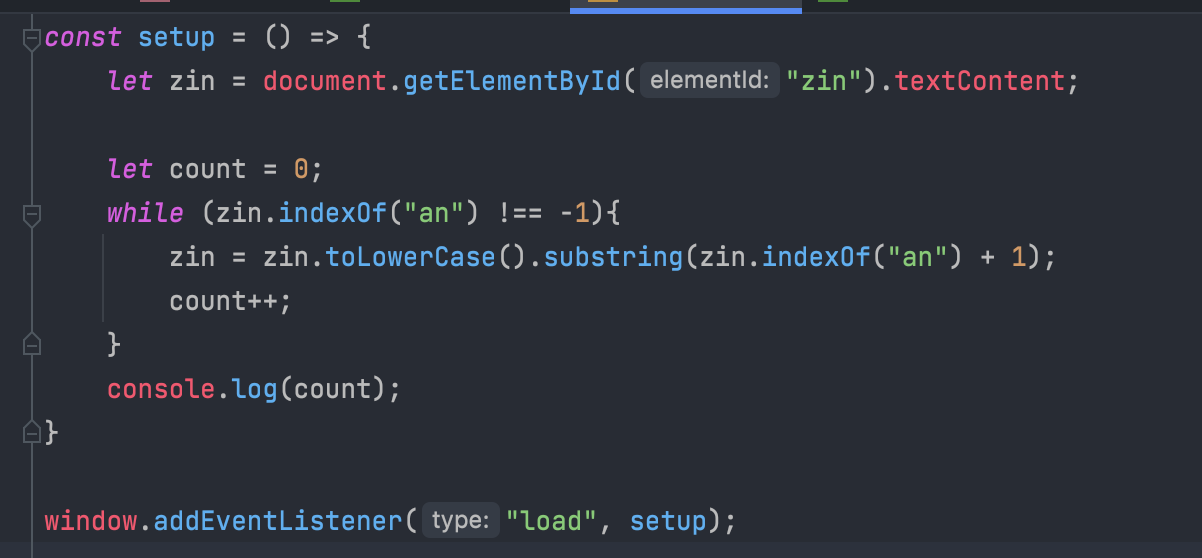 const setup = () => {
let zin = document.getElementById( elementId: "zin").textContent;
let count = 0;
while (zin.indexOf("an") !== -1){
zin = zin.toLowerCase().substring(zin.indexOf("an") + 1);
count++;
}
console.log(count);
}
window.addEventListener( type: "load", setup);